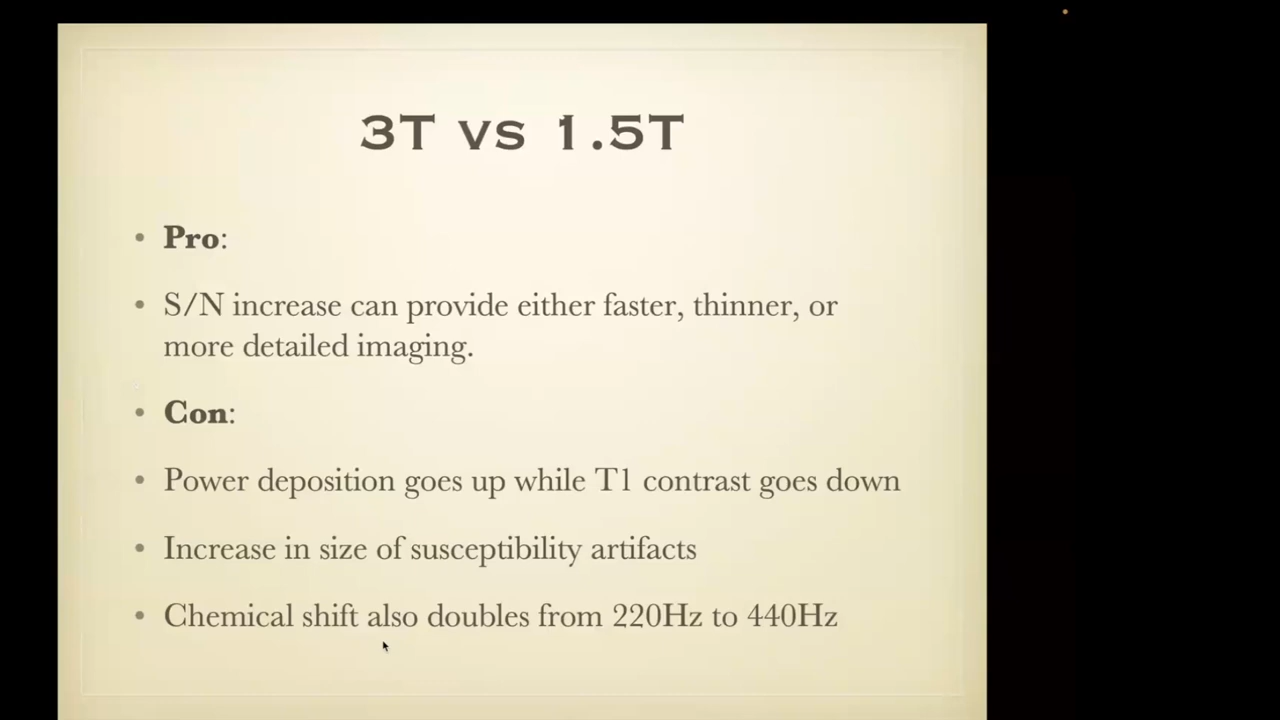 3T vs 1.5T
• Pro:
• S/N increase can provide either faster, thinner, or
more detailed imaging.
• Con:
• Power deposition goes up while T1 contrast goes down
• Increase in size of susceptibility artifacts
• Chemical shift also doubles from 220Hz to 440Hz